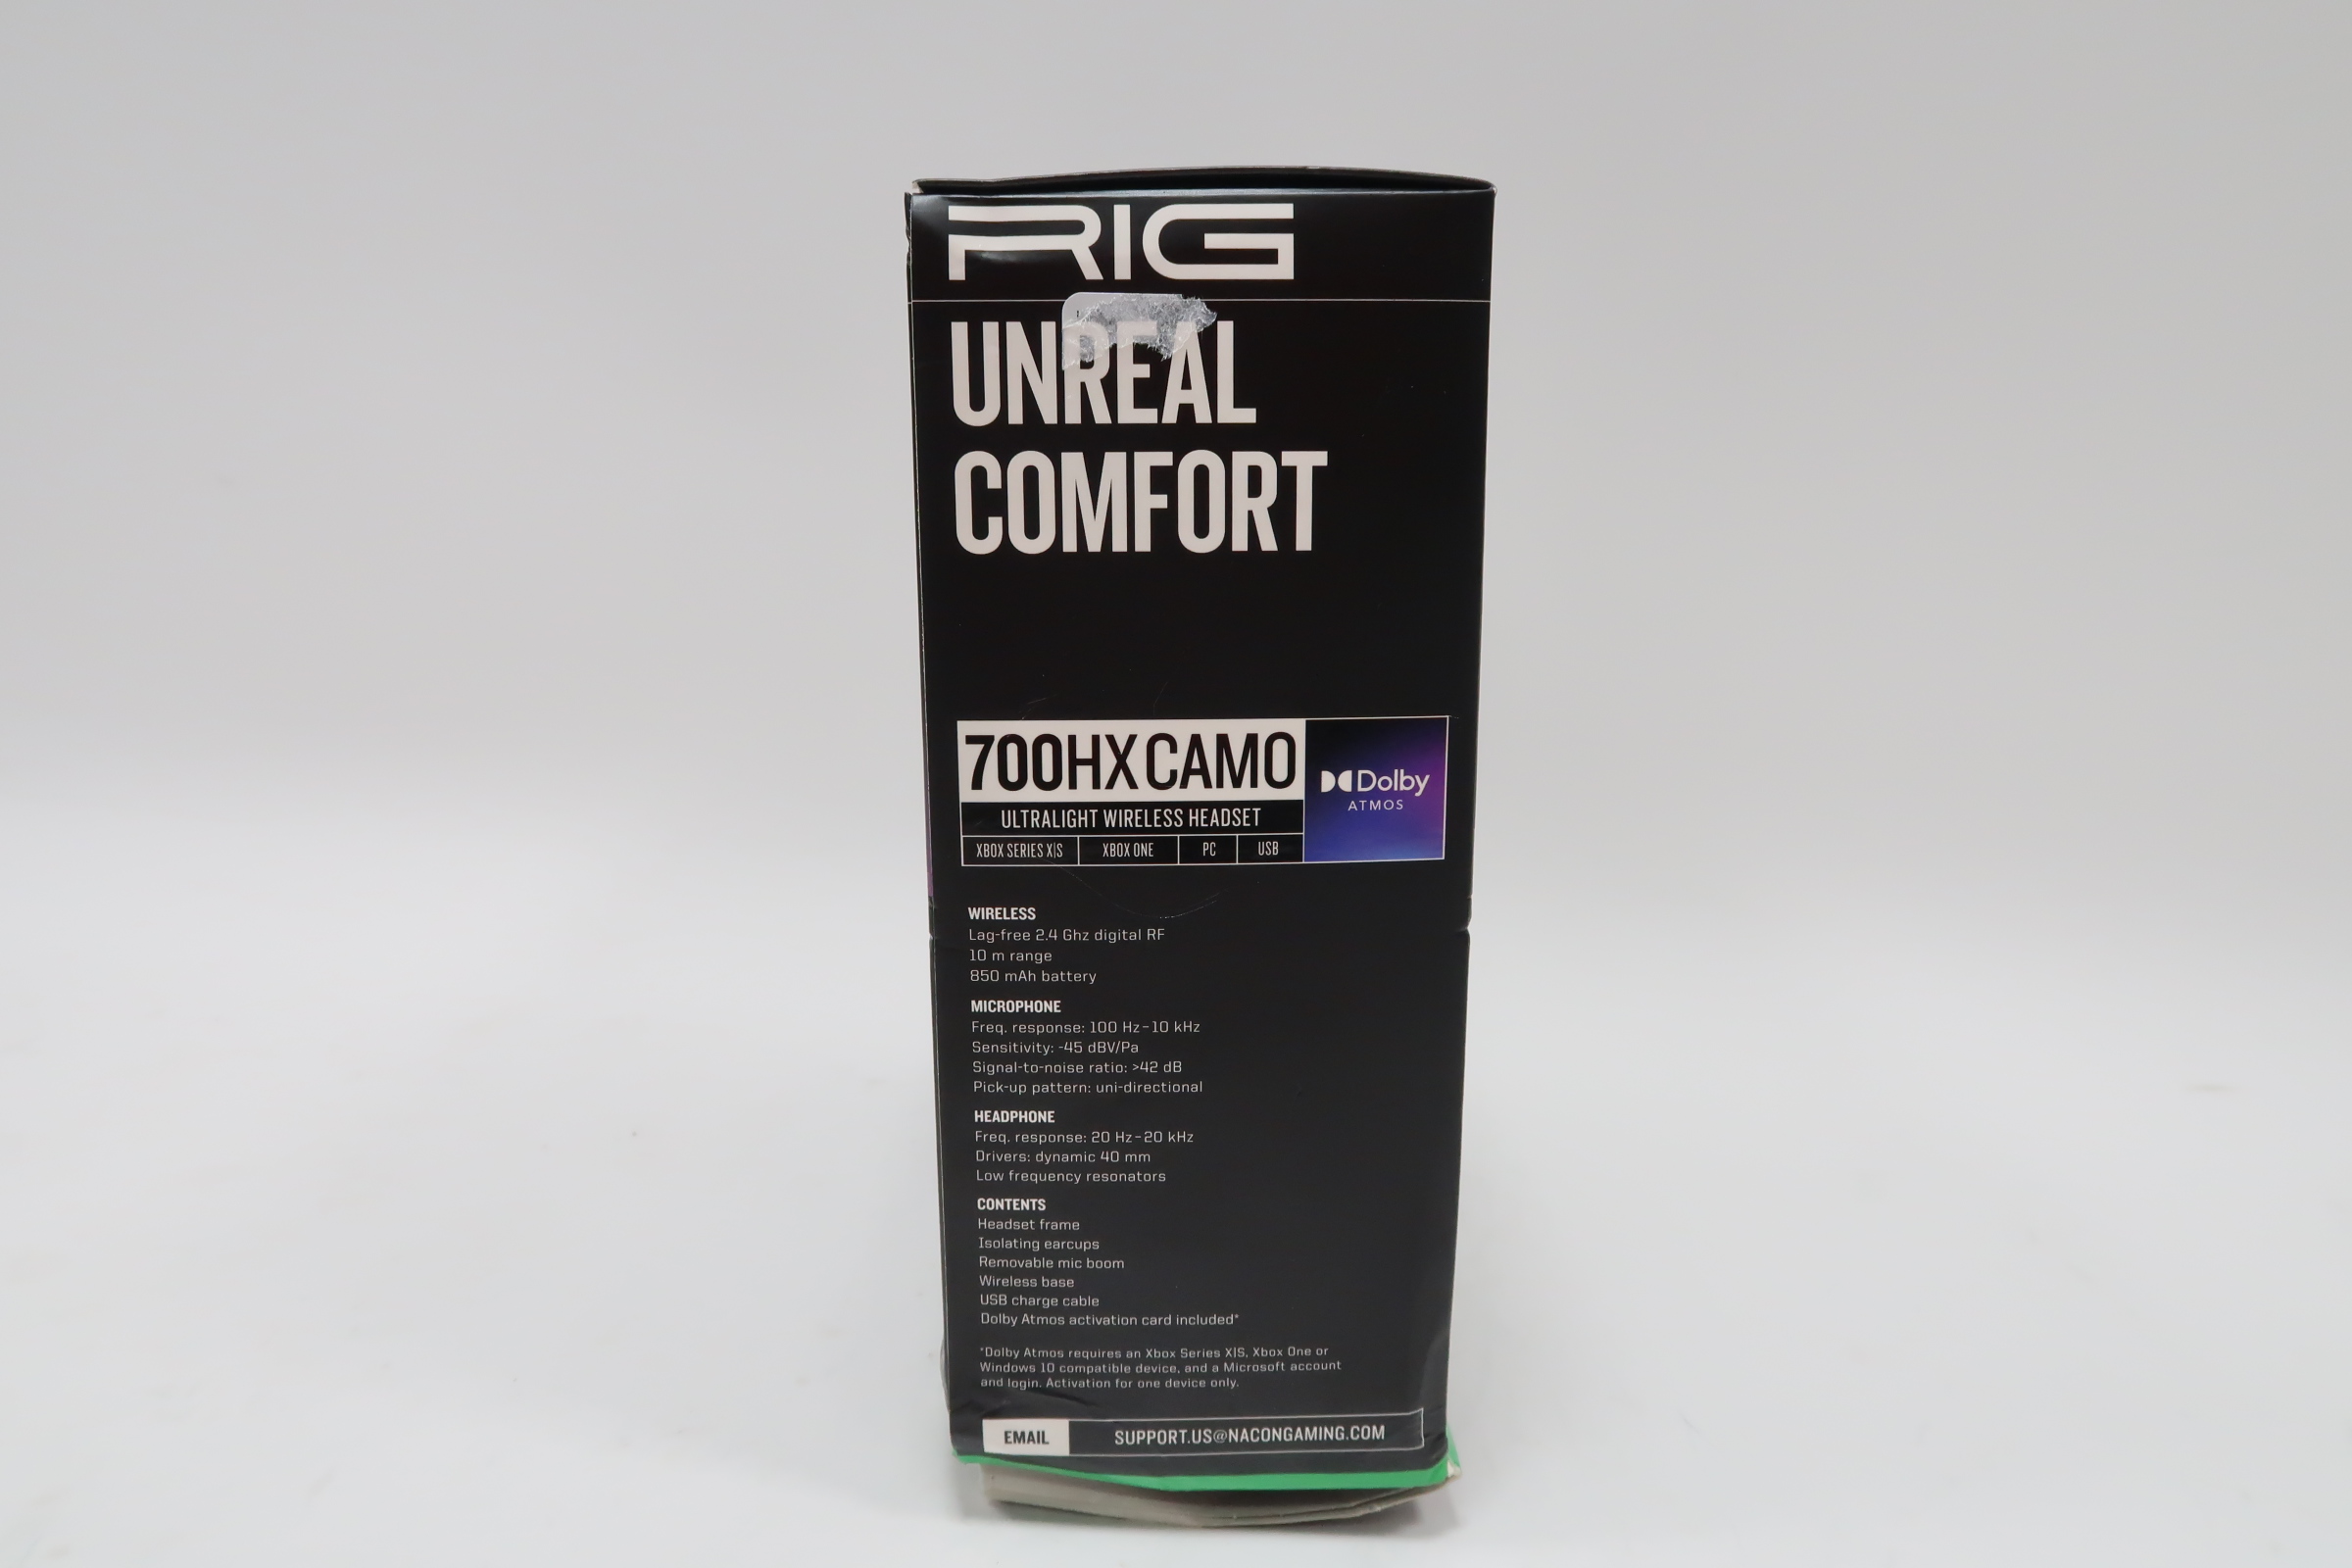 RIG
UNREAL
COMFORT
700HX CAMO
ULTRALIGHT WIRELESS HEADSET
XBOX SERIES X|S XBOX ONE PC USB
Dolby
ATMOS
WIRELESS
Lag-free 2.4 Ghz digital RF
10 m range
850 mAh battery
MICROPHONE
Freq. response: 100 Hz–10 kHz
Sensitivity: -45 dBV/Pa
Signal-to-noise ratio: >42 dB
Pick-up pattern: uni-directional
HEADPHONE
Freq. response: 20 Hz–20 kHz
Drivers: dynamic 40 mm
Low frequency resonators
CONTENTS
Headset frame
Isolating earcups
Removable mic boom
Wireless base
USB charge cable
Dolby Atmos activation card included*
*Dolby Atmos requires an Xbox Series X|S, Xbox One or
Windows 10 compatible device, and a Microsoft account
and login. Activation for one device only.
EMAIL SUPPORT.US@NACONGAMING.COM